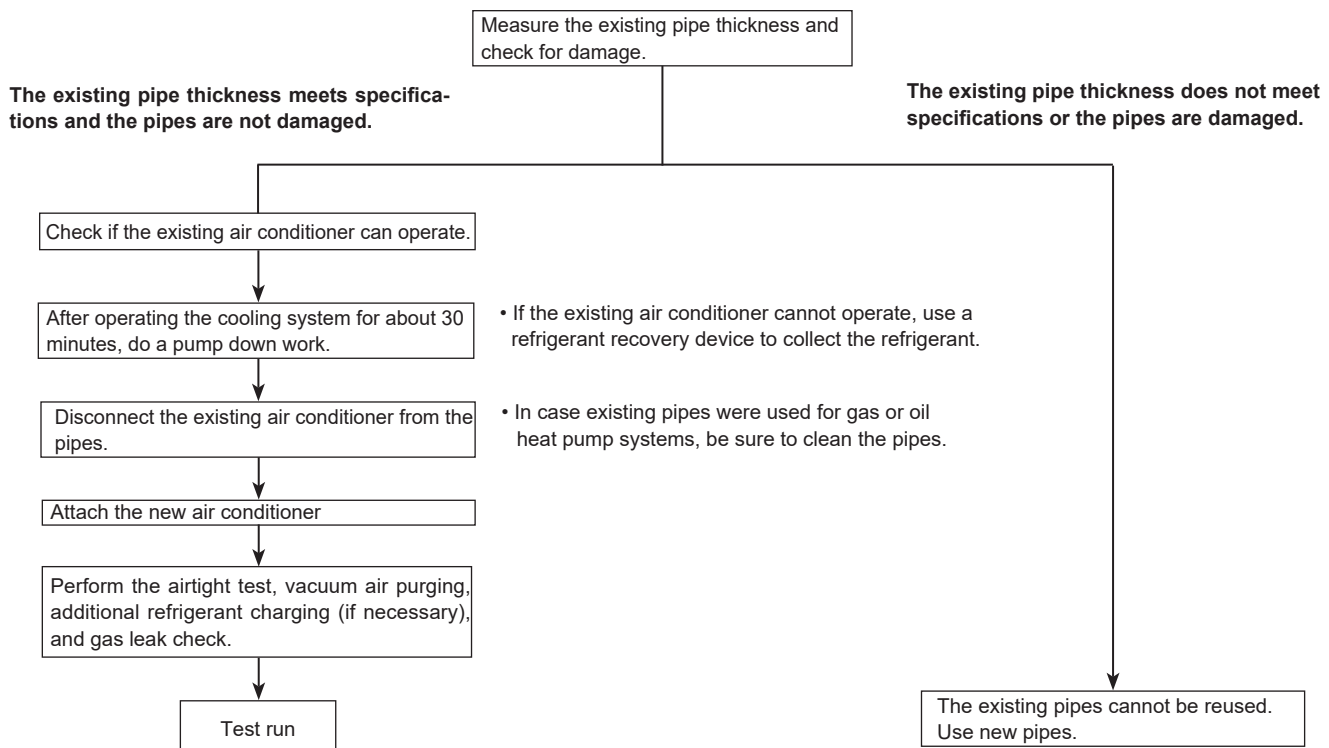 Measure the existing pipe thickness and
check for damage.
The existing pipe thickness meets specifica-
tions and the pipes are not damaged.
The existing pipe thickness does not meet
specifications or the pipes are damaged.
Check if the existing air conditioner can operate.
After operating the cooling system for about 30
minutes, do a pump down work.
• If the existing air conditioner cannot operate, use a
refrigerant recovery device to collect the refrigerant.
Disconnect the existing air conditioner from the
pipes.
• In case existing pipes were used for gas or oil
heat pump systems, be sure to clean the pipes.
Attach the new air conditioner
Perform the airtight test, vacuum air purging,
additional refrigerant charging (if necessary),
and gas leak check.
Test run
The existing pipes cannot be reused.
Use new pipes.